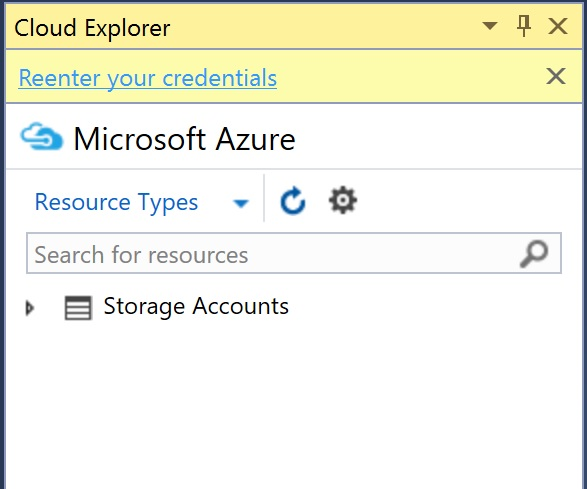 Cloud Explorer
Reenter your credentials
Microsoft Azure
Resource Types
Search for resources
Storage Accounts